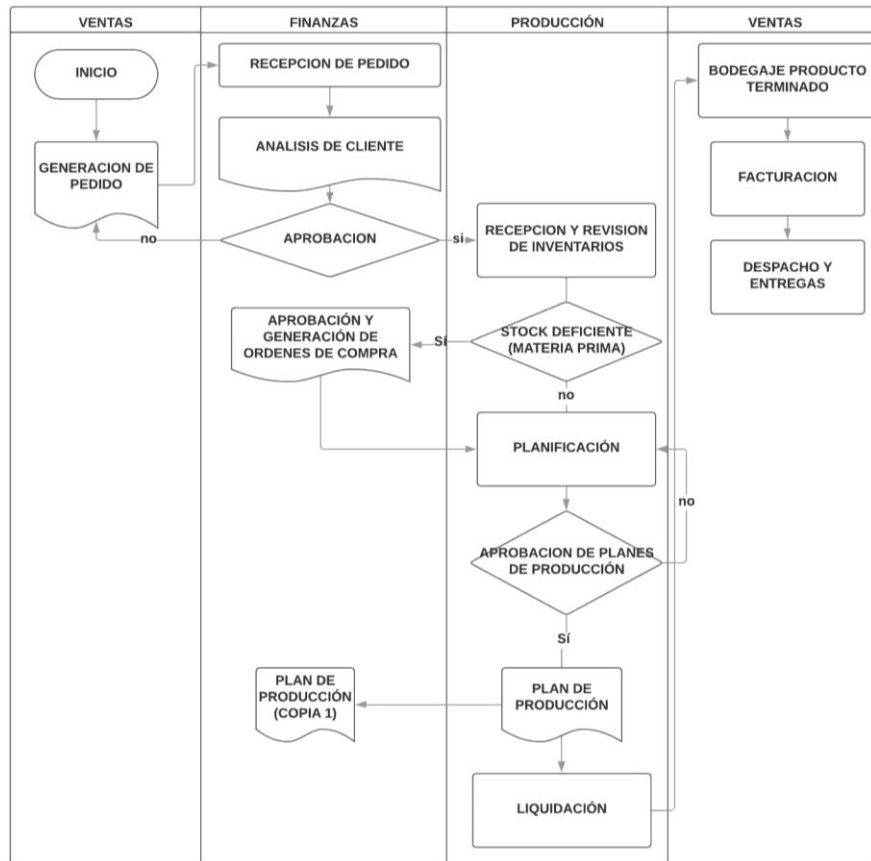 VENTAS
FINANZAS
PRODUCCIÓN
VENTAS
INICIO
GENERACION DE
PEDIDO
RECEPCION DE PEDIDO
ANALISIS DE CLIENTE
APROBACION
no
sí
RECEPCION Y REVISION
DE INVENTARIOS
STOCK DEFICIENTE
(MATERIA PRIMA)
Sí
no
APROBACIÓN Y
GENERACIÓN DE
ORDENES DE COMPRA
PLANIFICACIÓN
APROBACION DE PLANES
DE PRODUCCIÓN
no
Sí
PLAN DE
PRODUCCIÓN
PLAN DE
PRODUCCIÓN
(COPIA 1)
LIQUIDACIÓN
BODEGAJE PRODUCTO
TERMINADO
FACTURACION
DESPACHO Y
ENTREGAS